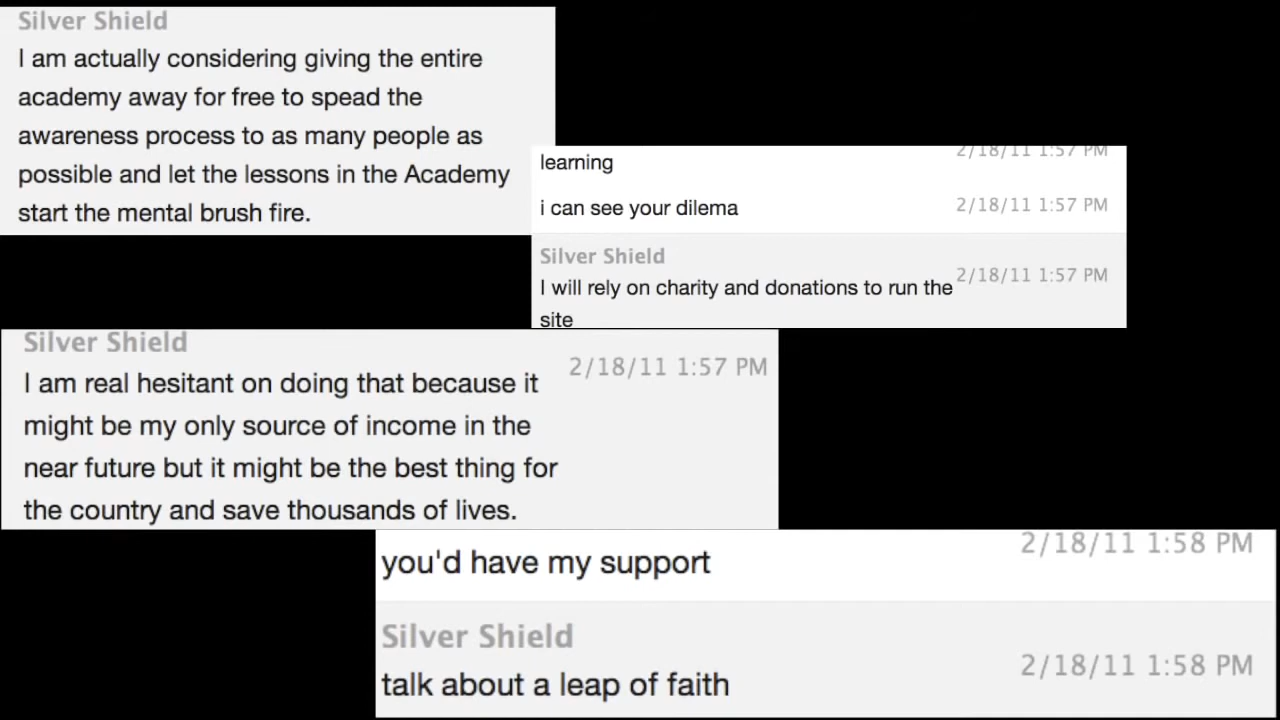 Silver Shield
I am actually considering giving the entire
academy away for free to spead the
awareness process to as many people as
possible and let the lessons in the Academy
start the mental brush fire.
2/18/11 1:57 PM
learning
i can see your dilema
2/18/11 1:57 PM
Silver Shield
2/18/11 1:57 PM
I will rely on charity and donations to run the
site
Silver Shield
2/18/11 1:57 PM
I am real hesitant on doing that because it
might be my only source of income in the
near future but it might be the best thing for
the country and save thousands of lives.
2/18/11 1:58 PM
you'd have my support
Silver Shield
2/18/11 1:58 PM
talk about a leap of faith